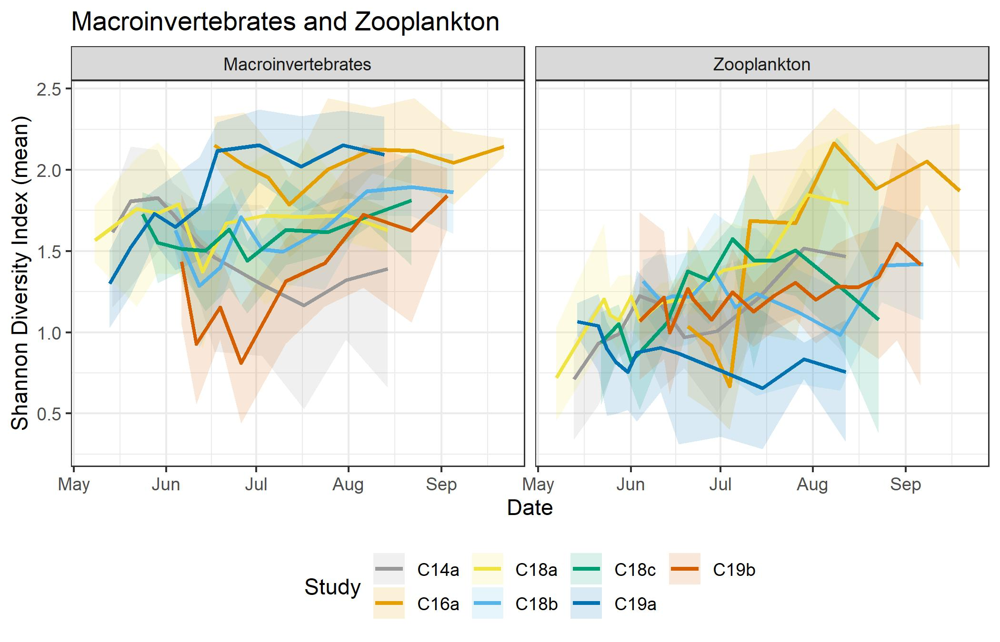 Macroinvertebrates and Zooplankton
Macroinvertebrates
Zooplankton
Shannon Diversity Index (mean)
2.5
2.0
1.5
1.0
0.5
May Jun Jul Aug Sep
May Jun Jul Aug Sep
Date
Study
C14a C18a C18c C19b
C16a C18b C19a